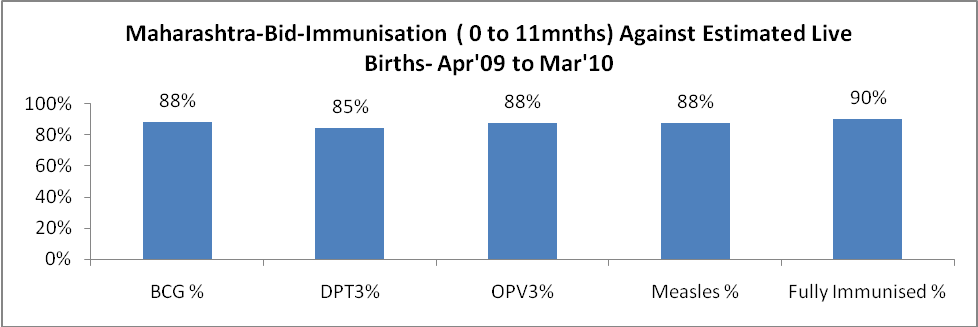 Maharashtra-Bid-Immunisation ( 0 to 11mnths) Against Estimated Live
Births- Apr'09 to Mar'10
88% 85% 88% 88% 90%
100%
80%
60%
40%
20%
0%
BCG % DPT3% OPV3% Measles % Fully Immunised %